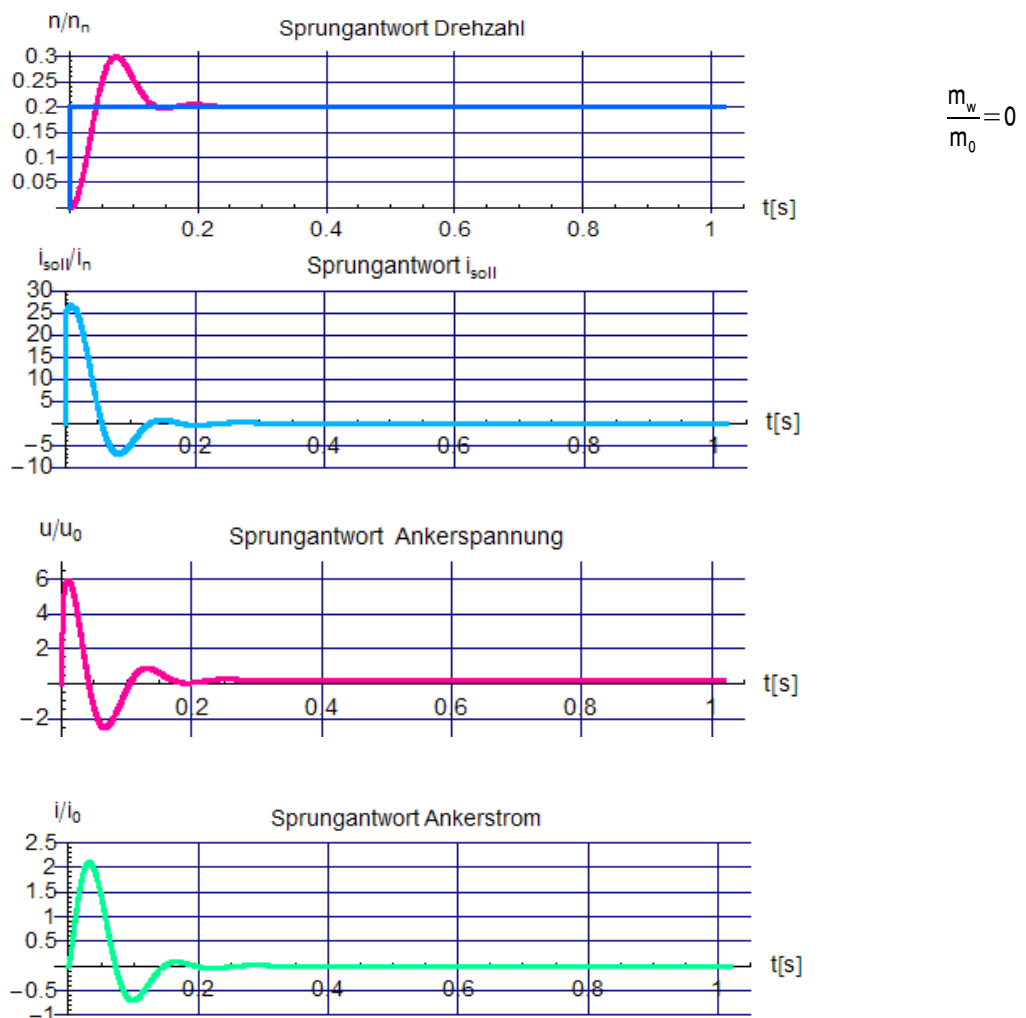 n/nn
Sprungantwort Drehzahl
0.3
0.25
0.2
0.15
0.1
0.05
0.2 0.4 0.6 0.8 1
t[s]
mw/m0=0
isoll/in
Sprungantwort isoll
30
25
20
15
10
5
−5
−10
0.2 0.4 0.6 0.8 1
t[s]
u/u0
Sprungantwort Ankerspannung
6
4
2
−2
0.2 0.4 0.6 0.8 1
t[s]
i/i0
Sprungantwort Ankerstrom
2.5
2
1.5
1
0.5
−0.5
−1
0.2 0.4 0.6 0.8 1
t[s]